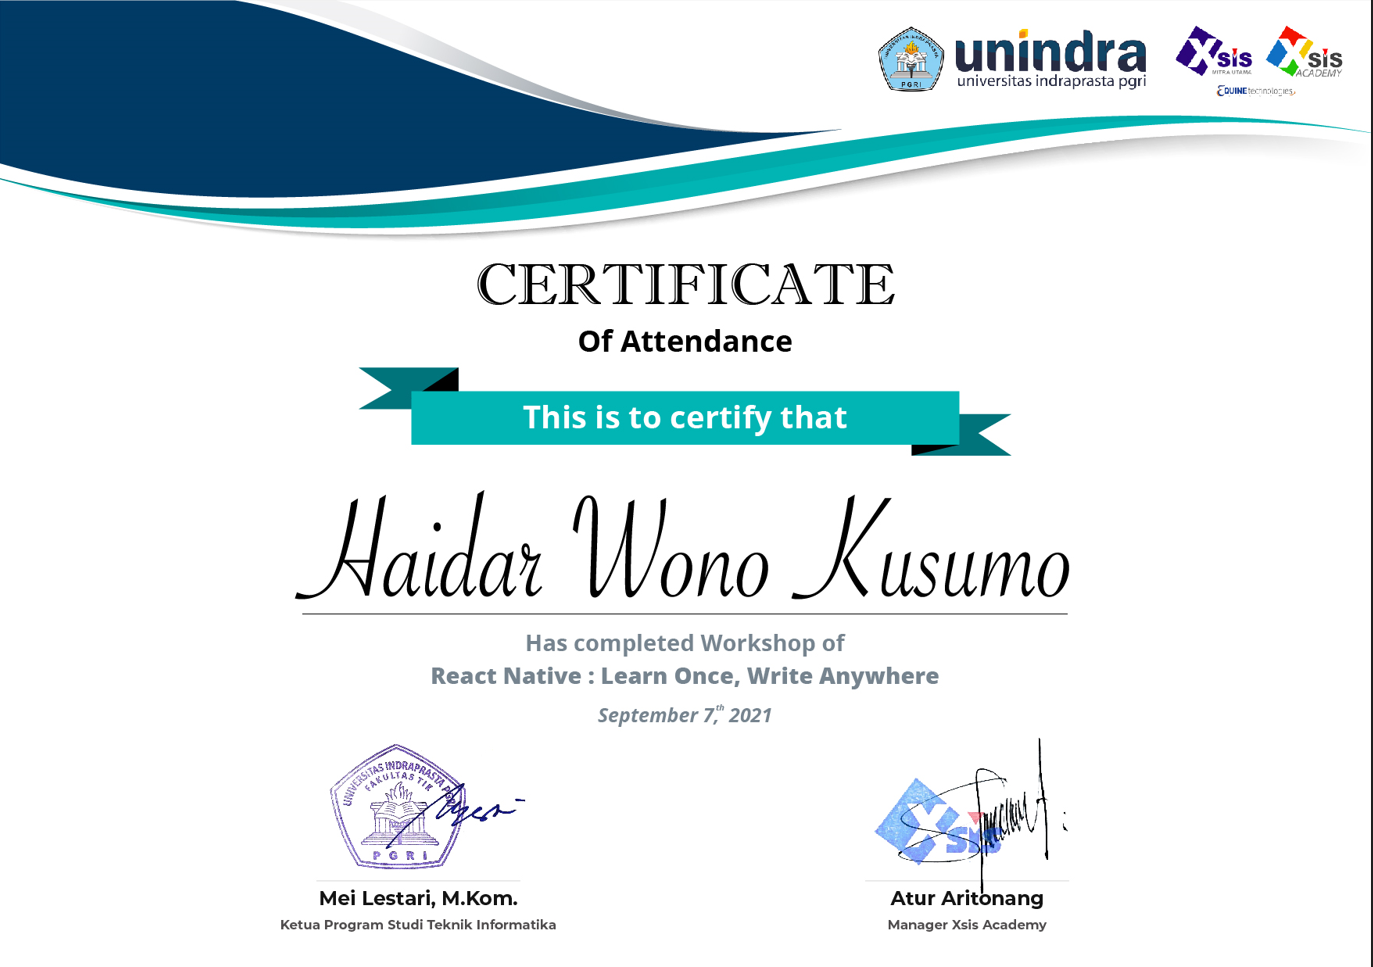 UNIVERSITAS INDRAPRASTA
PGRI
unindra
universitas indraprasta pgri
Xsis
MITRA UTAMA
Xsis
ACADEMY
EQUINE technologies
CERTIFICATE
Of Attendance
This is to certify that
Haidar Wono Kusumo
Has completed Workshop of
React Native : Learn Once, Write Anywhere
September 7,th 2021
UNIVERSITAS INDRAPRASTA PGRI
FAKULTAS TIK
PGRI
Xsis
Mei Lestari, M.Kom.
Ketua Program Studi Teknik Informatika
Atur Aritonang
Manager Xsis Academy